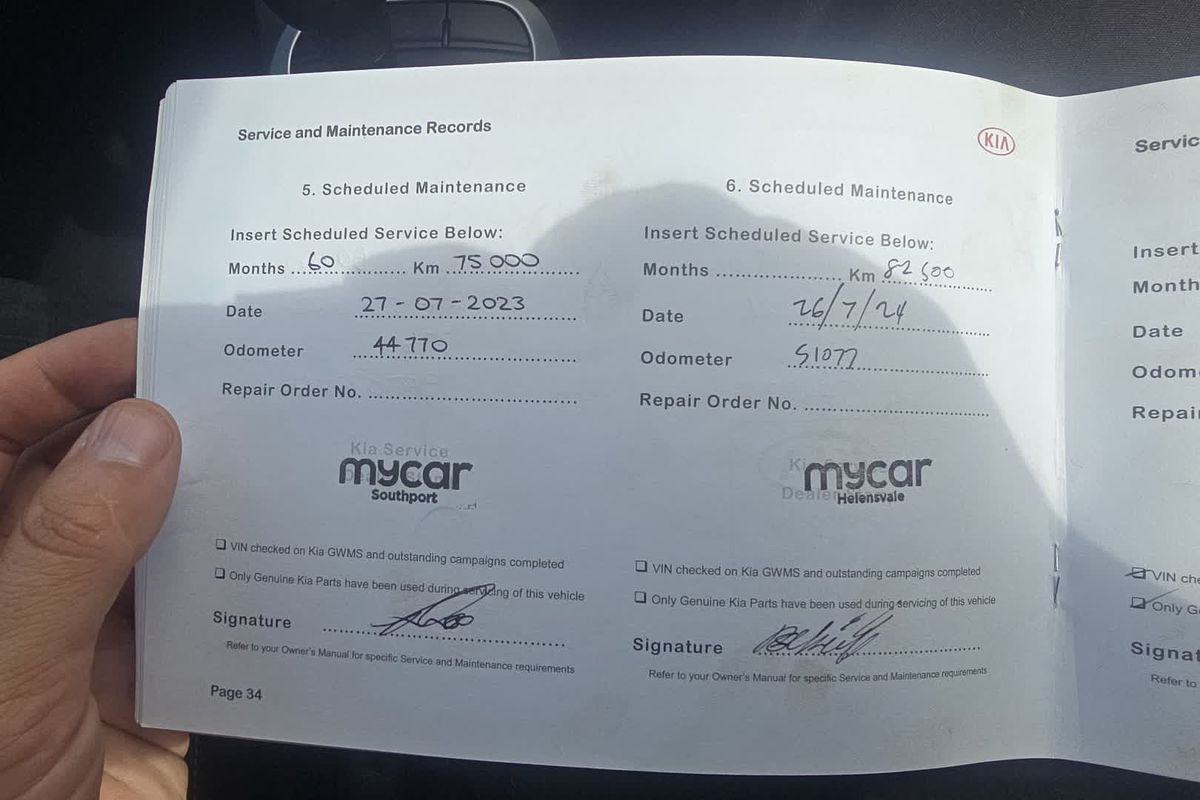 Service and Maintenance Records
5. Scheduled Maintenance
Insert Scheduled Service Below:
Months 60 Km 75 000
Date 27-07-2023
Odometer 44 770
Repair Order No.
Kia Service
mycar
Southport
❑ VIN checked on Kia GWMS and outstanding campaigns completed
❑ Only Genuine Kia Parts have been used during servicing of this vehicle
Signature
Refer to your Owner's Manual for specific Service and Maintenance requirements
Page 34
KIA
6. Scheduled Maintenance
Insert Scheduled Service Below:
Months Km 82 500
Date 26/7/24
Odometer 51077
Repair Order No.
mycar
Dealer
Helensvale
❑ VIN checked on Kia GWMS and outstanding campaigns completed
❑ Only Genuine Kia Parts have been used during servicing of this vehicle
Signature
Refer to your Owner's Manual for specific Service and Maintenance requirements
Servic
Insert
Month
Date
Odom
Repai
VIN che
Only G
Signat
Refer to